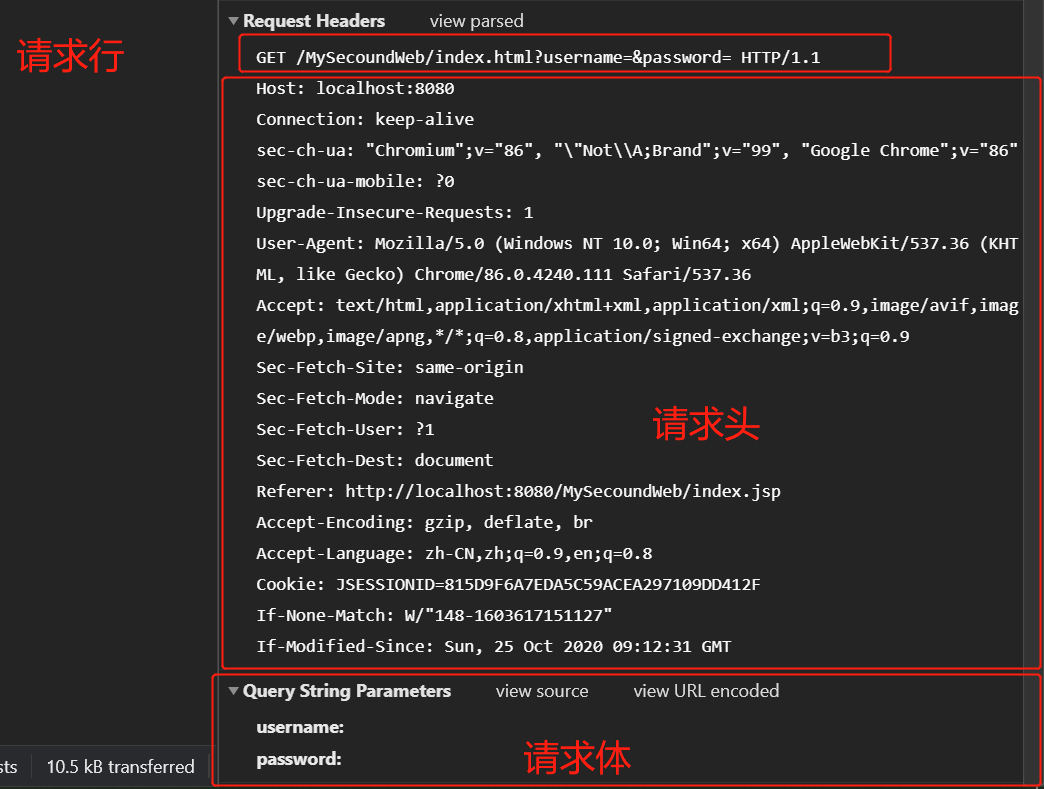 请求行
Request Headers view parsed
GET /MySecoundWeb/index.html?username=&password= HTTP/1.1
Host: localhost:8080
Connection: keep-alive
sec-ch-ua: "Chromium";v="86", "\"Not\\A;Brand";v="99", "Google Chrome";v="86"
sec-ch-ua-mobile: ?0
Upgrade-Insecure-Requests: 1
User-Agent: Mozilla/5.0 (Windows NT 10.0; Win64; x64) AppleWebKit/537.36 (KHT
ML, like Gecko) Chrome/86.0.4240.111 Safari/537.36
Accept: text/html,application/xhtml+xml,application/xml;q=0.9,image/avif,imag
e/webp,image/apng,*/*;q=0.8,application/signed-exchange;v=b3;q=0.9
Sec-Fetch-Site: same-origin
Sec-Fetch-Mode: navigate
请求头
Sec-Fetch-User: ?1
Sec-Fetch-Dest: document
Referer: http://localhost:8080/MySecoundWeb/index.jsp
Accept-Encoding: gzip, deflate, br
Accept-Language: zh-CN,zh;q=0.9,en;q=0.8
Cookie: JSESSIONID=815D9F6A7EDA5C59ACEA297109DD412F
If-None-Match: W/"148-1603617151127"
If-Modified-Since: Sun, 25 Oct 2020 09:12:31 GMT
Query String Parameters view source view URL encoded
username:
password:
请求体
sts 10.5 kB transferred